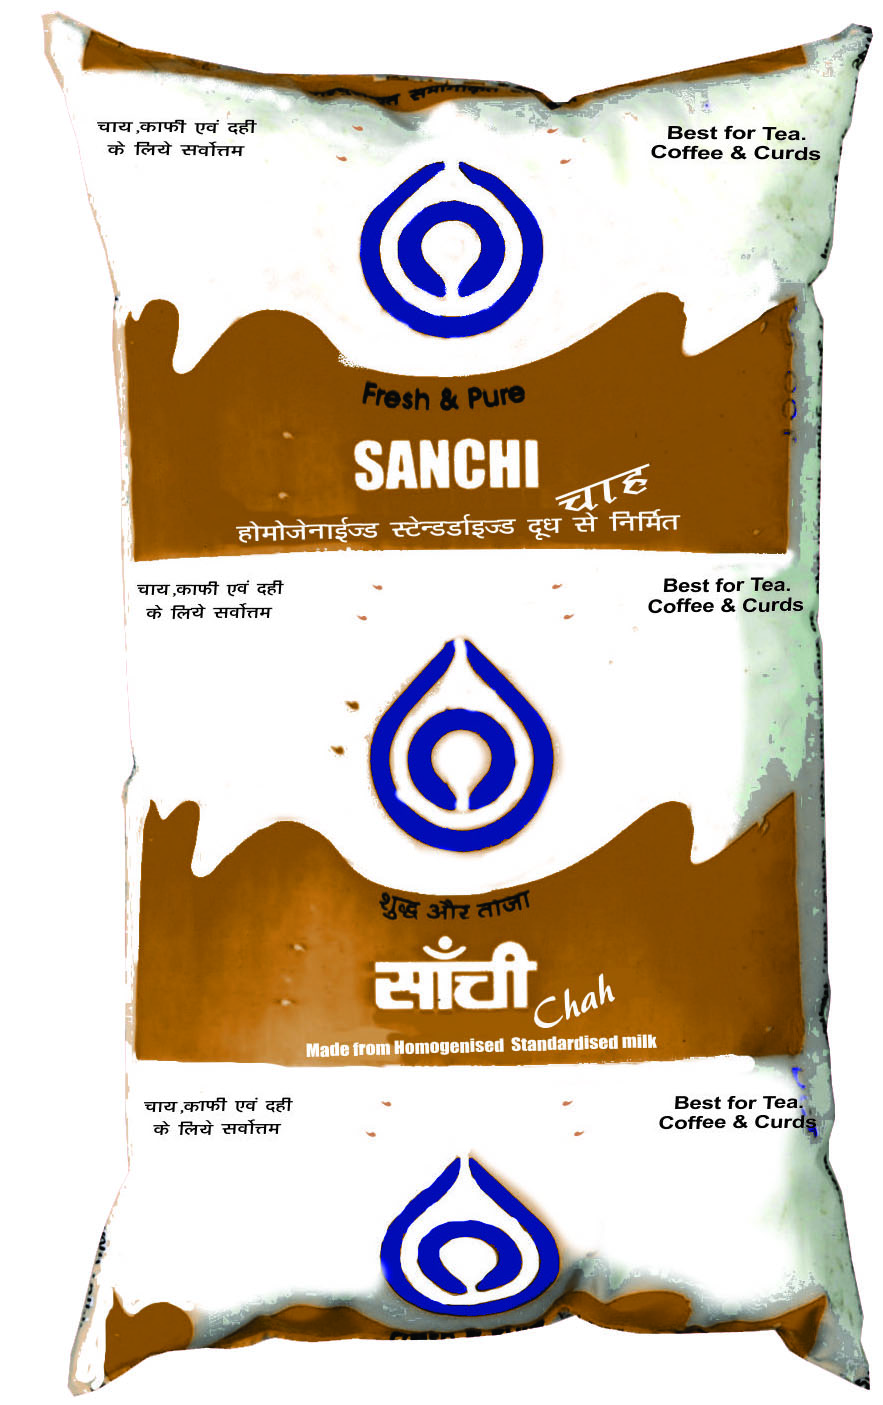 चाय ,काफी एवं दही
के लिये सर्वोत्तम
Best for Tea.
Coffee & Curds
Fresh & Pure
SANCHI
चाह
होमोजेनाईज्ड स्टेन्डर्डाइज्ड दूध से निर्मित
चाय ,काफी एवं दही
के लिये सर्वोत्तम
Best for Tea.
Coffee & Curds
शुद्ध और ताजा
साँची
Chah
Made from Homogenised Standardised milk
चाय ,काफी एवं दही
के लिये सर्वोत्तम
Best for Tea.
Coffee & Curds